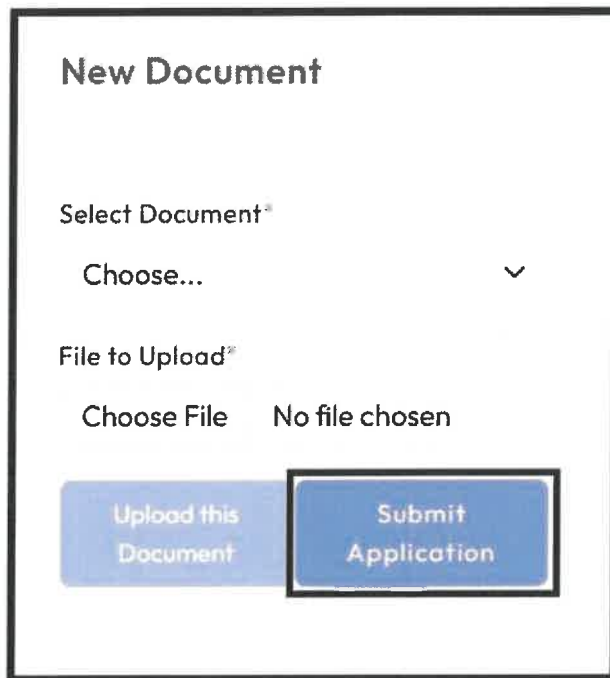 New Document
Select Document*
Choose...
File to Upload*
Choose File No file chosen
Upload this
Document
Submit
Application